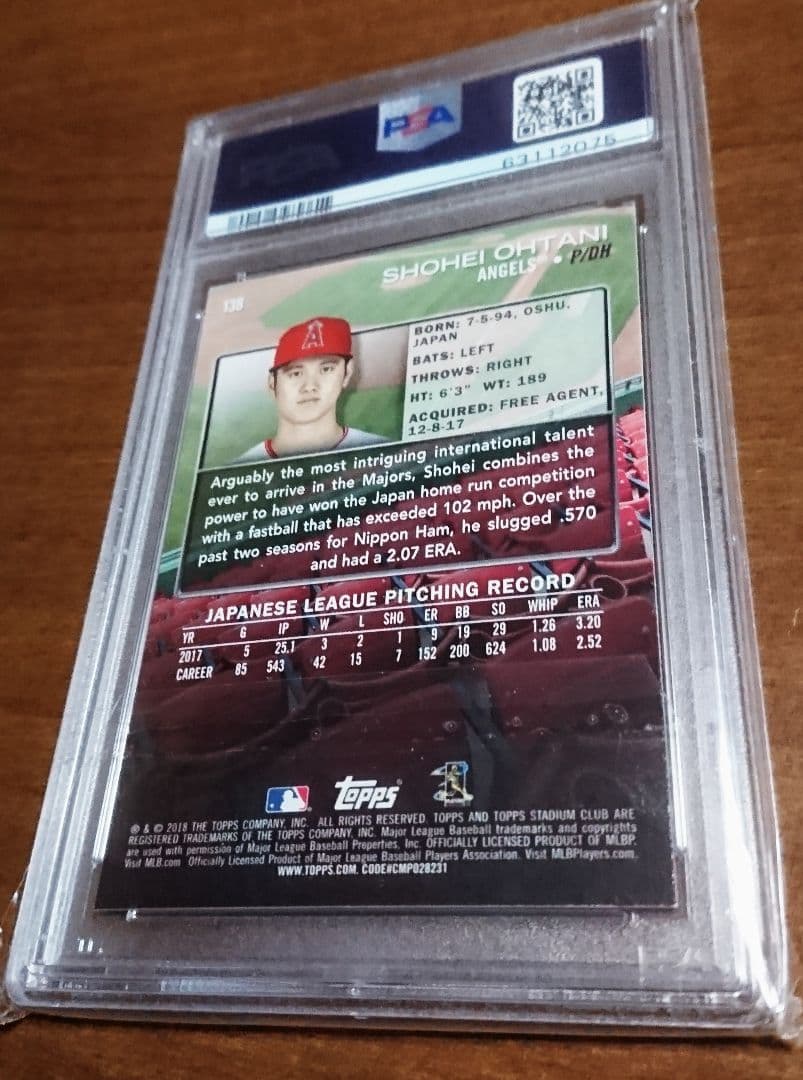 PSA
63112075
138
SHOHEI OHTANI
ANGELS • P/DH
BORN: 7-5-94, OSHU,
JAPAN
BATS: LEFT
THROWS: RIGHT
HT: 6'3" WT: 189
ACQUIRED: FREE AGENT,
12-8-17
Arguably the most intriguing international talent
ever to arrive in the Majors, Shohei combines the
power to have won the Japan home run competition
with a fastball that has exceeded 102 mph. Over the
past two seasons for Nippon Ham, he slugged .570
and had a 2.07 ERA.
JAPANESE LEAGUE PITCHING RECORD
YR G IP W L SHO ER BB SO WHIP ERA
2017 5 25.1 3 2 1 9 19 29 1.26 3.20
CAREER 85 543 42 15 7 152 200 624 1.08 2.52
Topps
® & © 2018 THE TOPPS COMPANY, INC. ALL RIGHTS RESERVED. TOPPS AND TOPPS STADIUM CLUB ARE
REGISTERED TRADEMARKS OF THE TOPPS COMPANY, INC. Major League Baseball trademarks and copyrights
are used with permission of Major League Baseball Properties, Inc. OFFICIALLY LICENSED PRODUCT OF MLBP.
Visit MLB.com Officially Licensed Product of Major League Baseball Players Association. Visit MLBPlayers.com.
WWW.TOPPS.COM. CODE#CMP028231